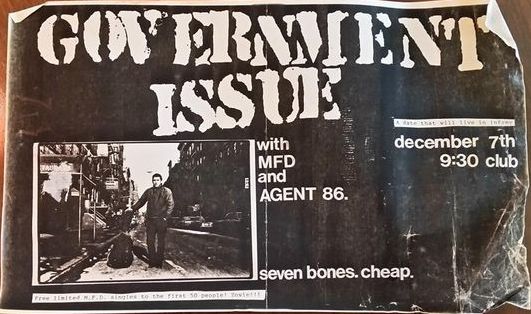 GOVERNMENT
ISSUE
A date that will live in infamy
with
MFD
and
AGENT 86.
december 7th
9:30 club
seven bones. cheap.
Free limited M.F.D. singles to the first 50 people! Yowie!!!